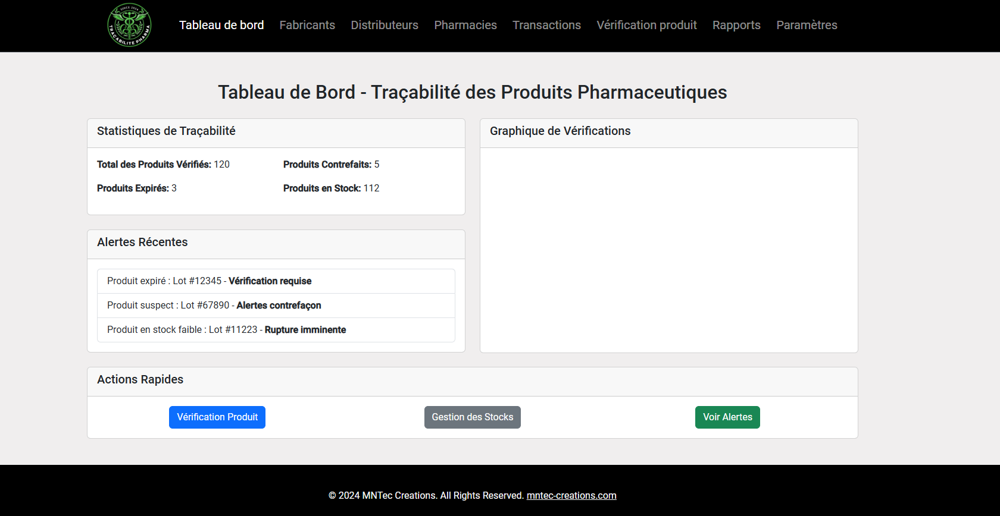 SINCE 2024
TRAÇABILITE PHARMA
Tableau de bord Fabricants Distributeurs Pharmacies Transactions Vérification produit Rapports Paramètres
Tableau de Bord - Traçabilité des Produits Pharmaceutiques
Statistiques de Traçabilité
Total des Produits Vérifiés: 120 Produits Contrefaits: 5
Produits Expirés: 3 Produits en Stock: 112
Alertes Récentes
Produit expiré : Lot #12345 - Vérification requise
Produit suspect : Lot #67890 - Alertes contrefaçon
Produit en stock faible : Lot #11223 - Rupture imminente
Graphique de Vérifications
Actions Rapides
Vérification Produit Gestion des Stocks Voir Alertes
© 2024 MNTec Creations. All Rights Reserved. mntec-creations.com